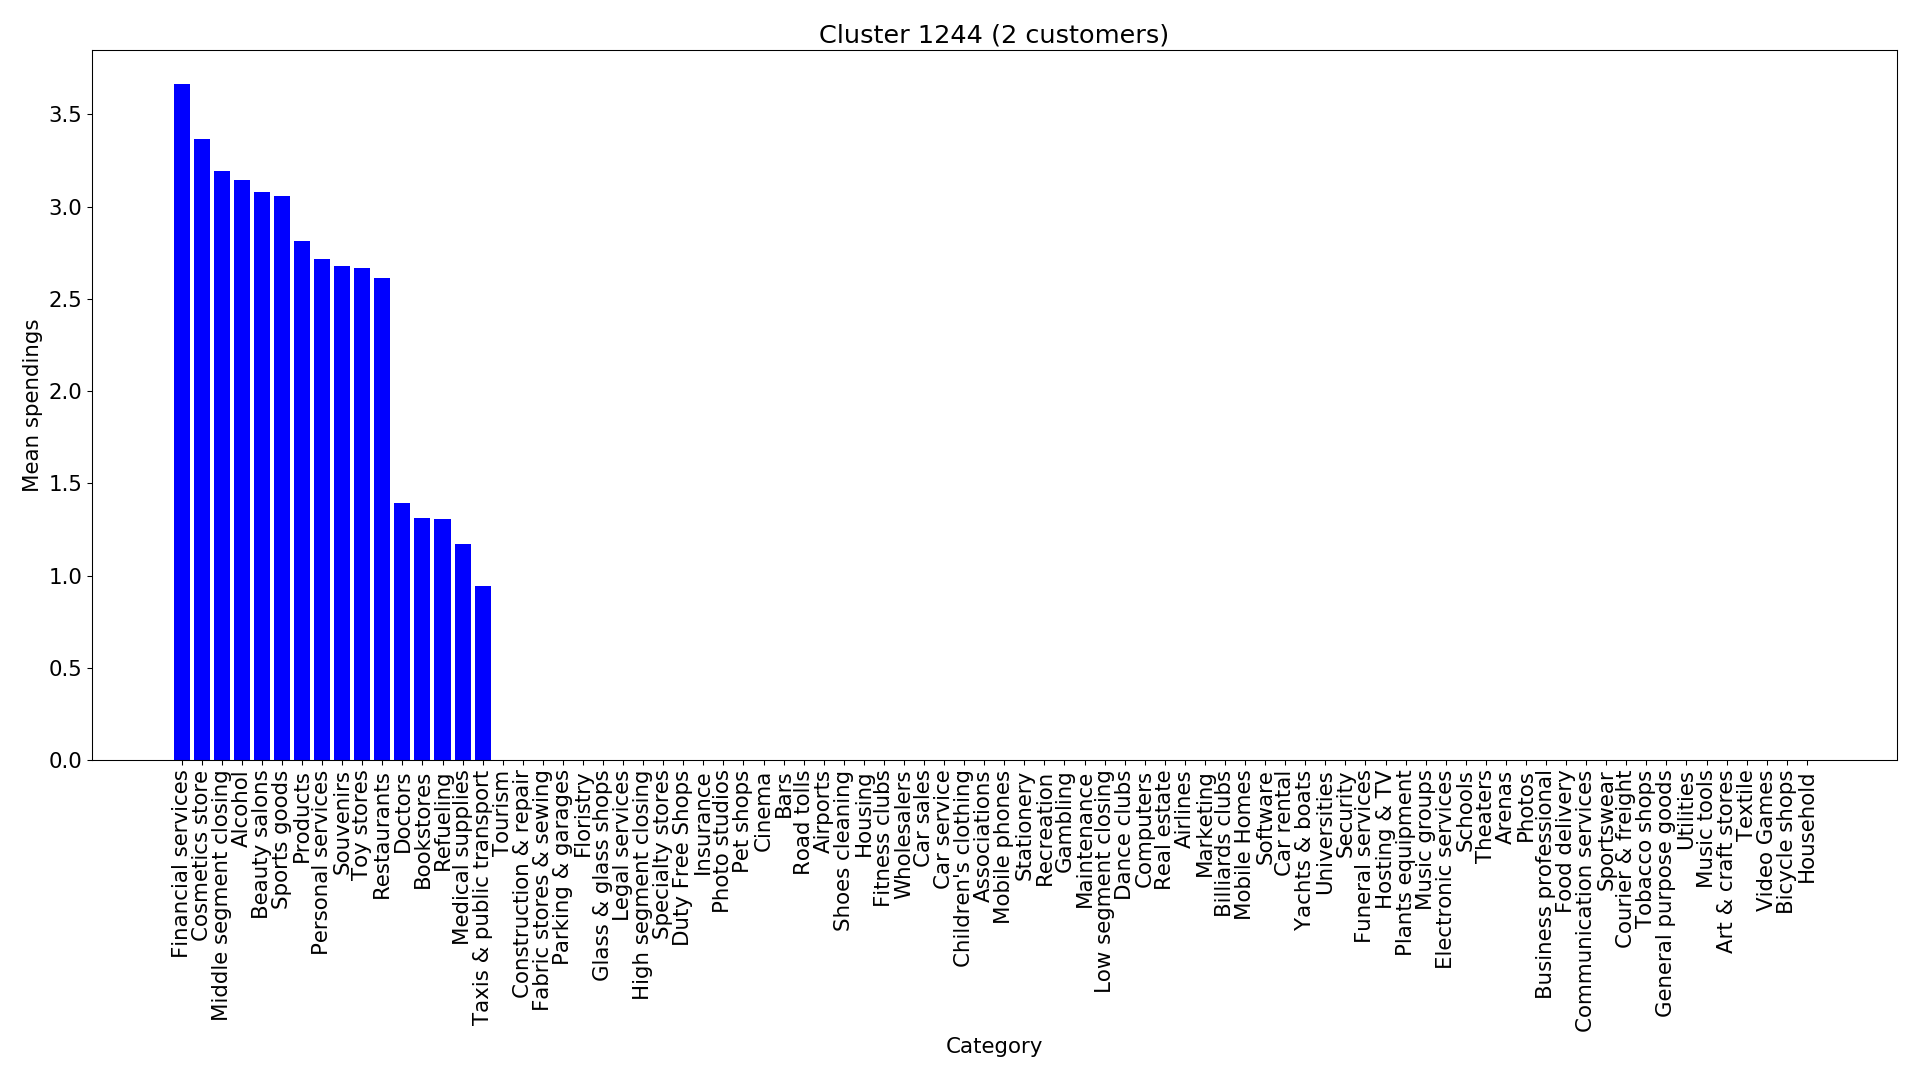 Cluster 1244 (2 customers)
Mean spendings
3.5
3.0
2.5
2.0
1.5
1.0
0.5
0.0
Financial services
Cosmetics store
Middle segment closing
Alcohol
Beauty salons
Sports goods
Products
Personal services
Souvenirs
Toy stores
Restaurants
Doctors
Bookstores
Refuelling
Medical supplies
Taxis & public transport
Tourism
Construction & repair
Fabric stores & sewing
Parking & garages
Floristry
Glass & glass shops
Legal services
High segment closing
Specialty stores
Duty Free Shops
Insurance
Photo studios
Pet shops
Cinema
Bars
Road tolls
Airports
Shoes cleaning
Housing
Fitness clubs
Wholesalers
Car sales
Car service
Children's clothing
Associations
Mobile phones
Stationery
Recreation
Gambling
Maintenance
Low segment closing
Dance clubs
Computers
Real estate
Airlines
Marketing
Billiards clubs
Mobile Homes
Software
Car rental
Yachts & boats
Universities
Security
Funeral services
Hosting & TV
Plants equipment
Music groups
Electronic services
Schools
Theaters
Arenas
Photos
Business professional
Food delivery
Communication services
Sportswear
Courier & freight
Tobacco shops
General purpose goods
Utilities
Music tools
Art & craft stores
Textile
Video Games
Bicycle shops
Household
Category